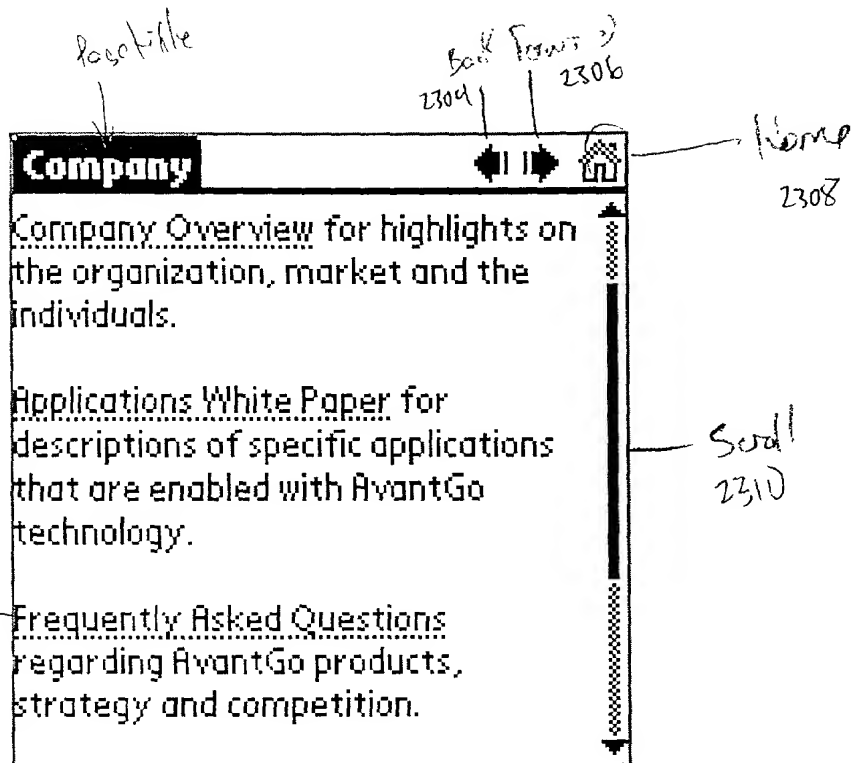 Page title
Back
2304
2306
Home
2308
Company
Company Overview for highlights on
the organization, market and the
individuals.
Applications White Paper for
descriptions of specific applications
that are enabled with AvantGo
technology.
Scroll
2310
Frequently Asked Questions
regarding AvantGo products,
strategy and competition.